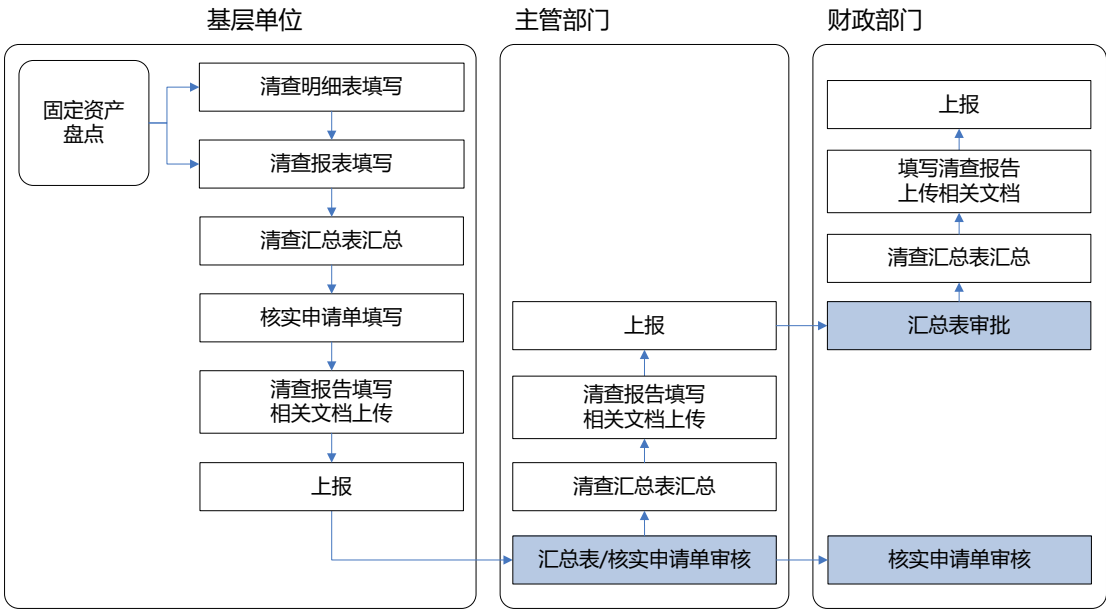 基层单位
固定资产
盘点
清查明细表填写
清查报表填写
清查汇总表汇总
核实申请单填写
清查报告填写
相关文档上传
上报
主管部门
上报
清查报告填写
相关文档上传
清查汇总表汇总
汇总表/核实申请单审核
财政部门
上报
填写清查报告
上传相关文档
清查汇总表汇总
汇总表审批
核实申请单审核